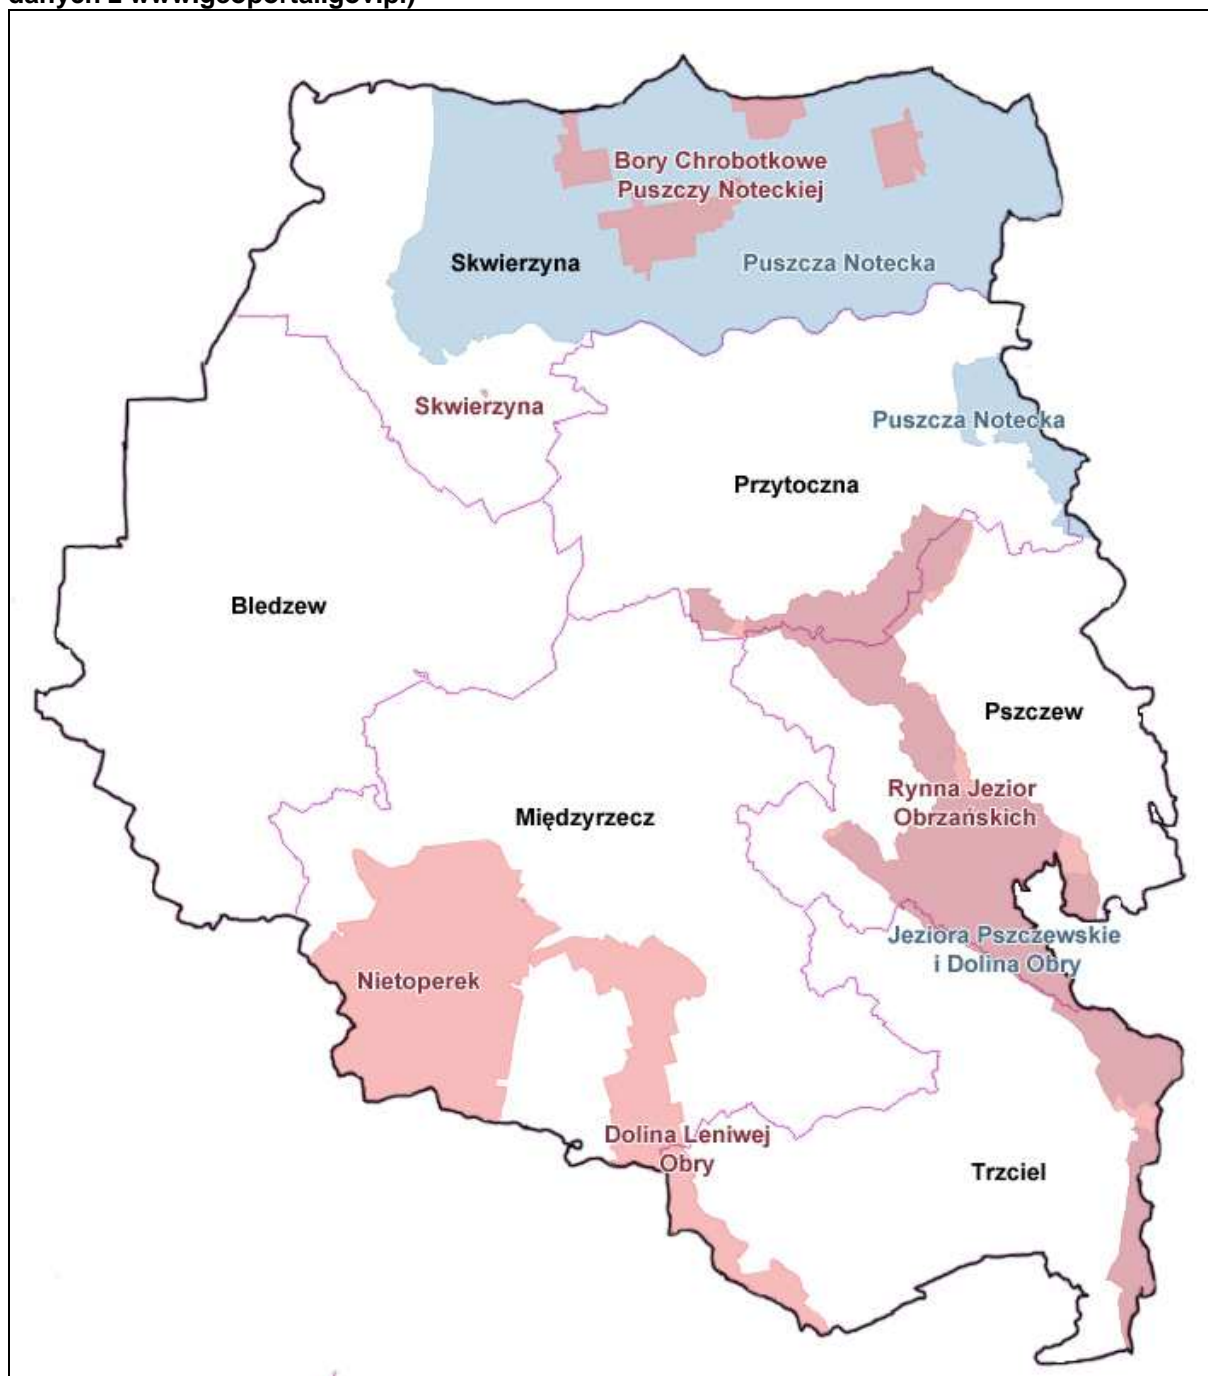 danych z www.geoportal.gov.pl)
Bory Chrobotkowe
Puszczy Noteckiej
Skwierzyna
Puszcza Notecka
Skwierzyna
Puszcza Notecka
Przytoczna
Bledzew
Pszczew
Rynna Jezior
Obrzańskich
Międzyrzecz
Jeziora Pszczewskie
i Dolina Obry
Nietoperek
Dolina Leniwej
Obry
Trzciel